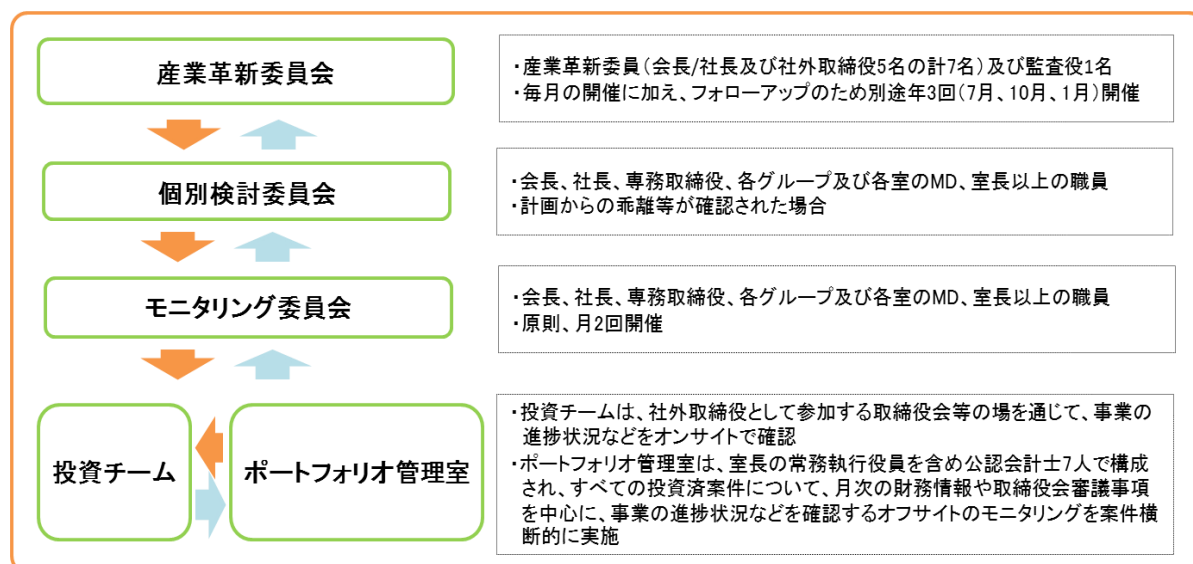 産業革新委員会
・産業革新委員（会長/社長及び社外取締役5名の計7名）及び監査役1名
・毎月の開催に加え、フォローアップのため別途年3回（7月、10月、1月）開催
個別検討委員会
・会長、社長、専務取締役、各グループ及び各室のMD、室長以上の職員
・計画からの乖離等が確認された場合
モニタリング委員会
・会長、社長、専務取締役、各グループ及び各室のMD、室長以上の職員
・原則、月2回開催
投資チーム
ポートフォリオ管理室
・投資チームは、社外取締役として参加する取締役会等の場を通じて、事業の
進捗状況などをオンサイトで確認
・ポートフォリオ管理室は、室長の常務執行役員を含め公認会計士7人で構成
され、すべての投資済案件について、月次の財務情報や取締役会審議事項
を中心に、事業の進捗状況などを確認するオフサイトのモニタリングを案件横
断的に実施